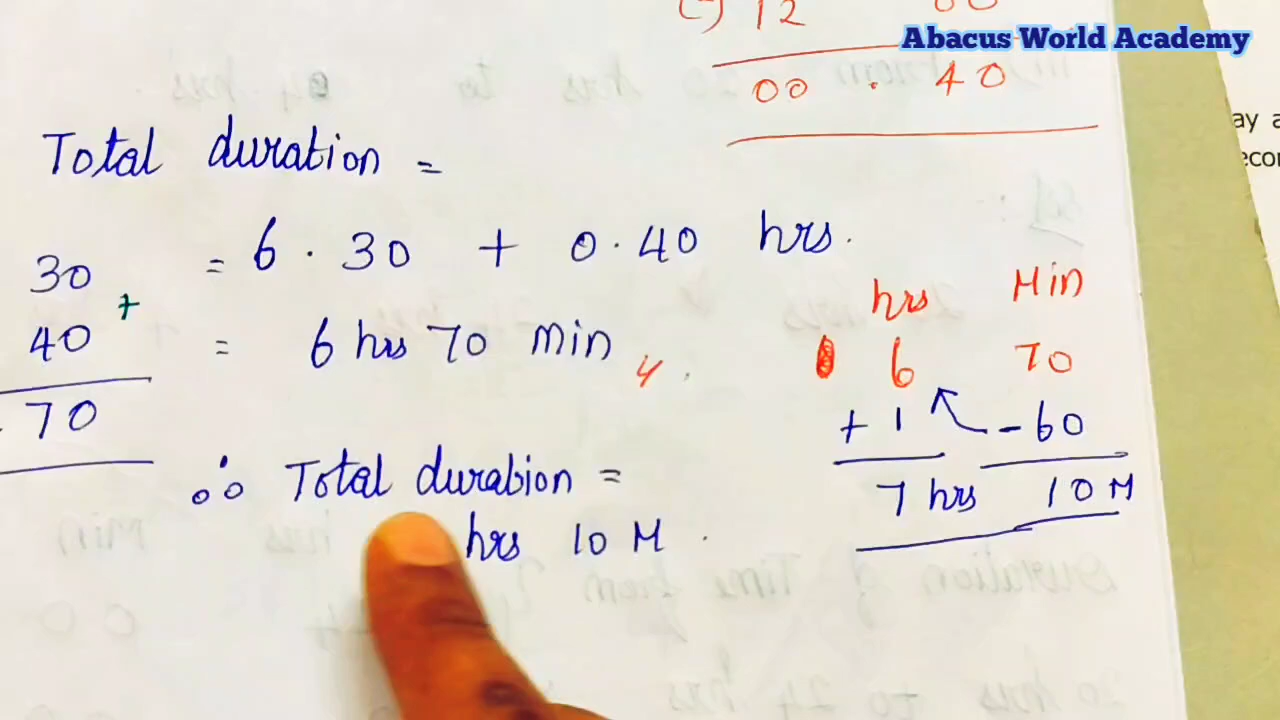 (-) 12
Abacus World Academy
00 . 40
Total duration =
= 6 . 30 + 0.40 hrs.
30
+
40
70
= 6 hrs 70 min
hrs Min
6 70
+ 1 - 60
7 hrs 10 M
∴ Total duration =
hrs 10 M .
ay